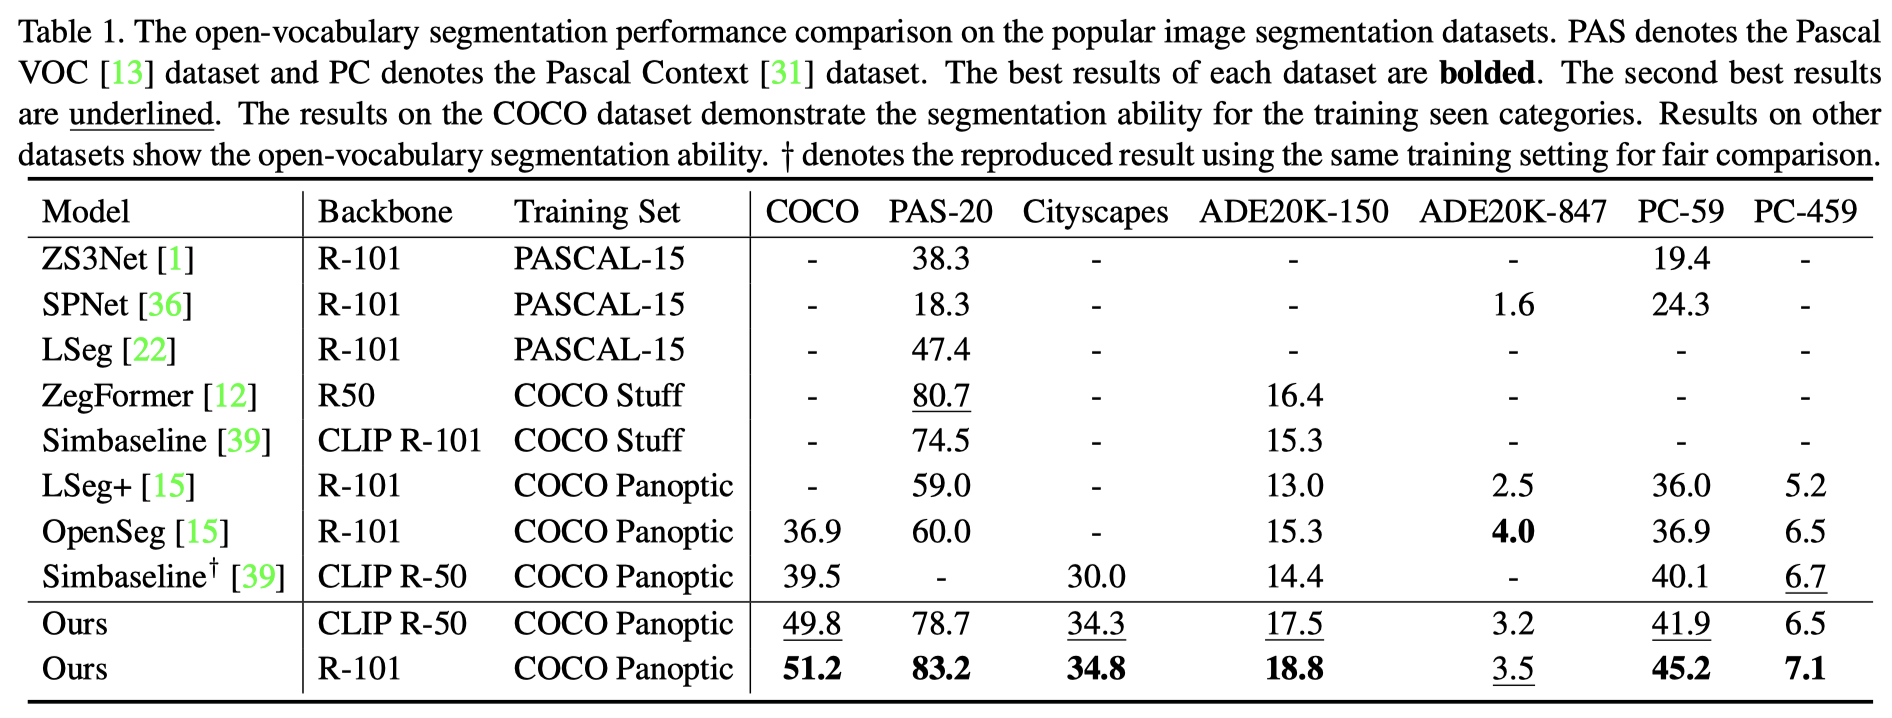 Table 1. The open-vocabulary segmentation performance comparison on the popular image segmentation datasets. PAS denotes the Pascal
VOC [13] dataset and PC denotes the Pascal Context [31] dataset. The best results of each dataset are bolded. The second best results
are underlined. The results on the COCO dataset demonstrate the segmentation ability for the training seen categories. Results on other
datasets show the open-vocabulary segmentation ability. † denotes the reproduced result using the same training setting for fair comparison.
Model Backbone Training Set COCO PAS-20 Cityscapes ADE20K-150 ADE20K-847 PC-59 PC-459
ZS3Net [1] R-101 PASCAL-15 - 38.3 - - - 19.4 -
SPNet [36] R-101 PASCAL-15 - 18.3 - - 1.6 24.3 -
LSeg [22] R-101 PASCAL-15 - 47.4 - - - - -
ZegFormer [12] R50 COCO Stuff - 80.7 - 16.4 - - -
Simbaseline [39] CLIP R-101 COCO Stuff - 74.5 - 15.3 - - -
LSeg+ [15] R-101 COCO Panoptic - 59.0 - 13.0 2.5 36.0 5.2
OpenSeg [15] R-101 COCO Panoptic 36.9 60.0 - 15.3 4.0 36.9 6.5
Simbaseline† [39] CLIP R-50 COCO Panoptic 39.5 - 30.0 14.4 - 40.1 6.7
Ours CLIP R-50 COCO Panoptic 49.8 78.7 34.3 17.5 3.2 41.9 6.5
Ours R-101 COCO Panoptic 51.2 83.2 34.8 18.8 3.5 45.2 7.1